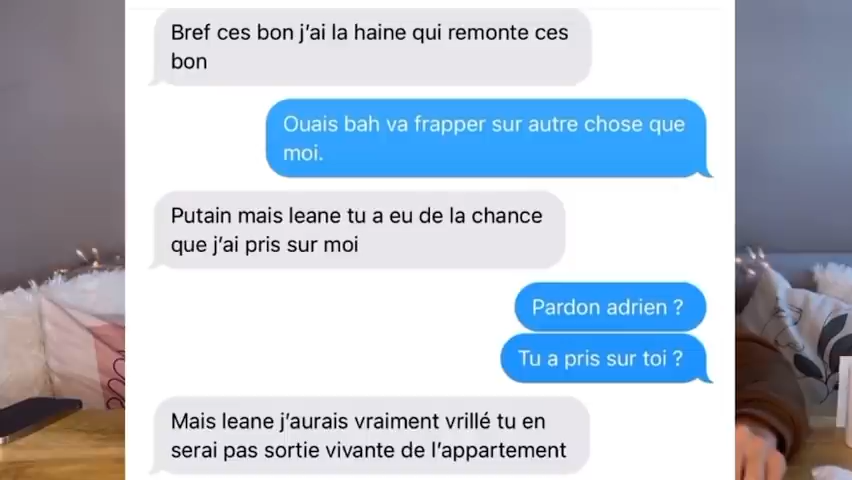 Bref ces bon j’ai la haine qui remonte ces
bon
Ouais bah va frapper sur autre chose que
moi.
Putain mais leane tu a eu de la chance
que j’ai pris sur moi
Pardon adrien ?
Tu a pris sur toi ?
Mais leane j’aurais vraiment vrillé tu en
serai pas sortie vivante de l’appartement